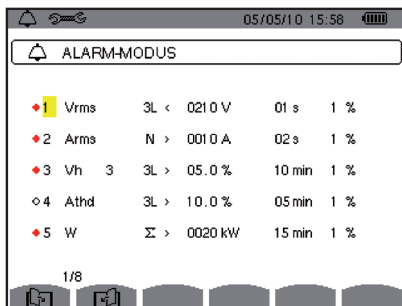 05/05/10 15:58
ALARM-MODUS
1 Vrms 3L < 0210 V 01 s 1 %
2 Arms N > 0010 A 02 s 1 %
3 Vh 3 3L > 05.0 % 10 min 1 %
4 Athd 3L > 10.0 % 05 min 1 %
5 W Σ > 0020 kW 15 min 1 %
1/8